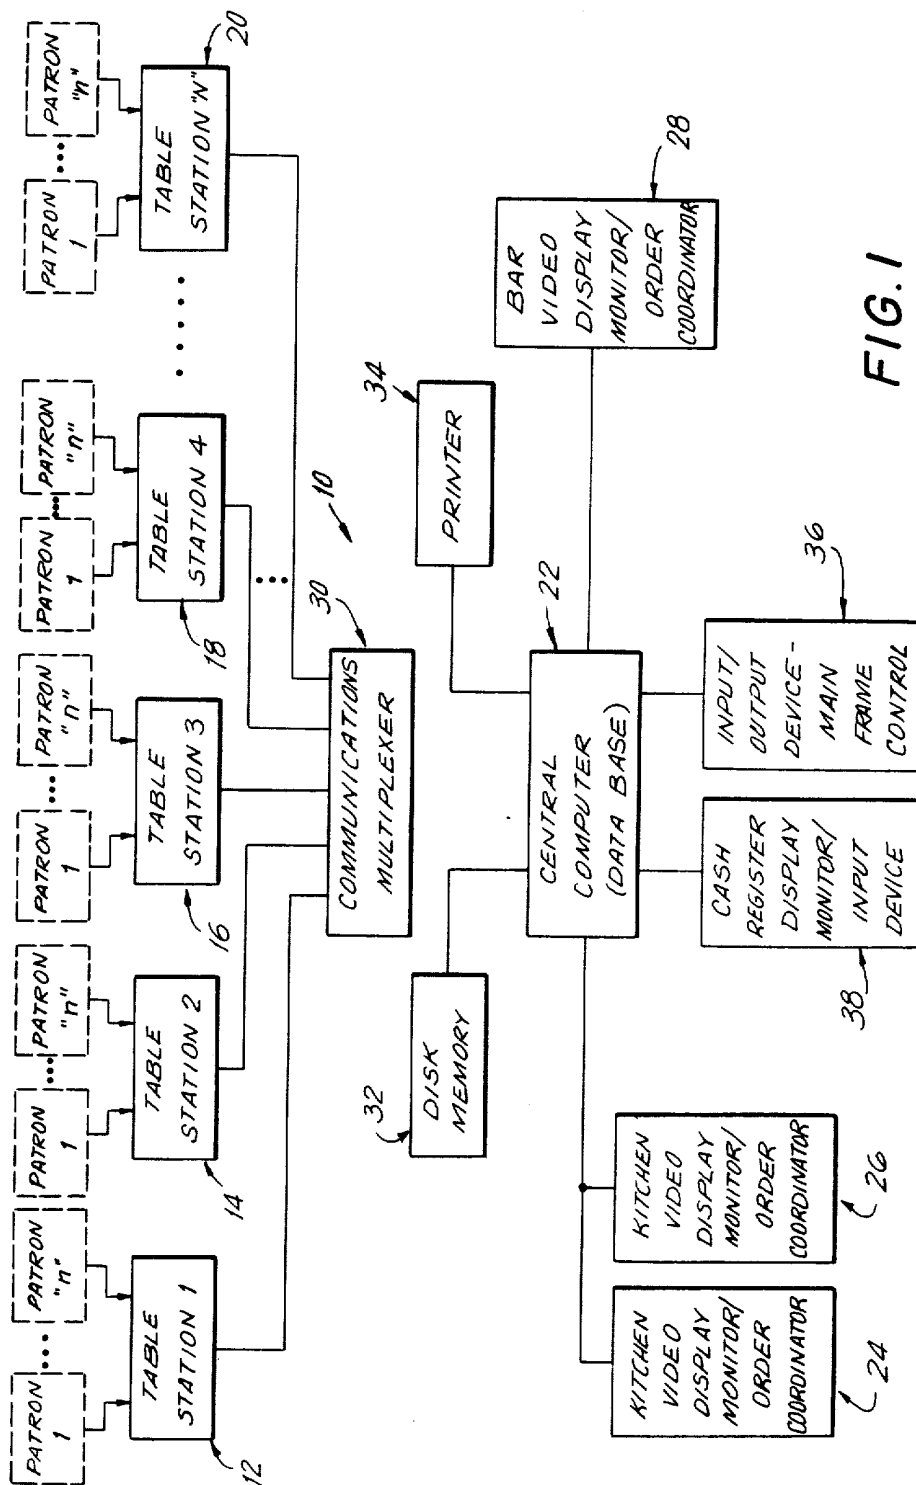 PATRON
1
PATRON
"n"
PATRON
1
PATRON
"n"
PATRON
1
PATRON
"n"
PATRON
1
PATRON
"n"
PATRON
1
PATRON
"n"
TABLE
STATION 1
12
TABLE
STATION 2
14
TABLE
STATION 3
16
TABLE
STATION 4
18
TABLE
STATION "N"
20
COMMUNICATIONS
MULTIPLEXER
30
10
DISK
MEMORY
32
PRINTER
34
CENTRAL
COMPUTER
(DATA BASE)
22
BAR
VIDEO
DISPLAY
MONITOR/
ORDER
COORDINATOR
28
KITCHEN
VIDEO
DISPLAY
MONITOR/
ORDER
COORDINATOR
24
KITCHEN
VIDEO
DISPLAY
MONITOR/
ORDER
COORDINATOR
26
CASH
REGISTER
DISPLAY
MONITOR/
INPUT
DEVICE
38
INPUT/
OUTPUT
DEVICE-
MAIN
FRAME
CONTROL
36
FIG. 1